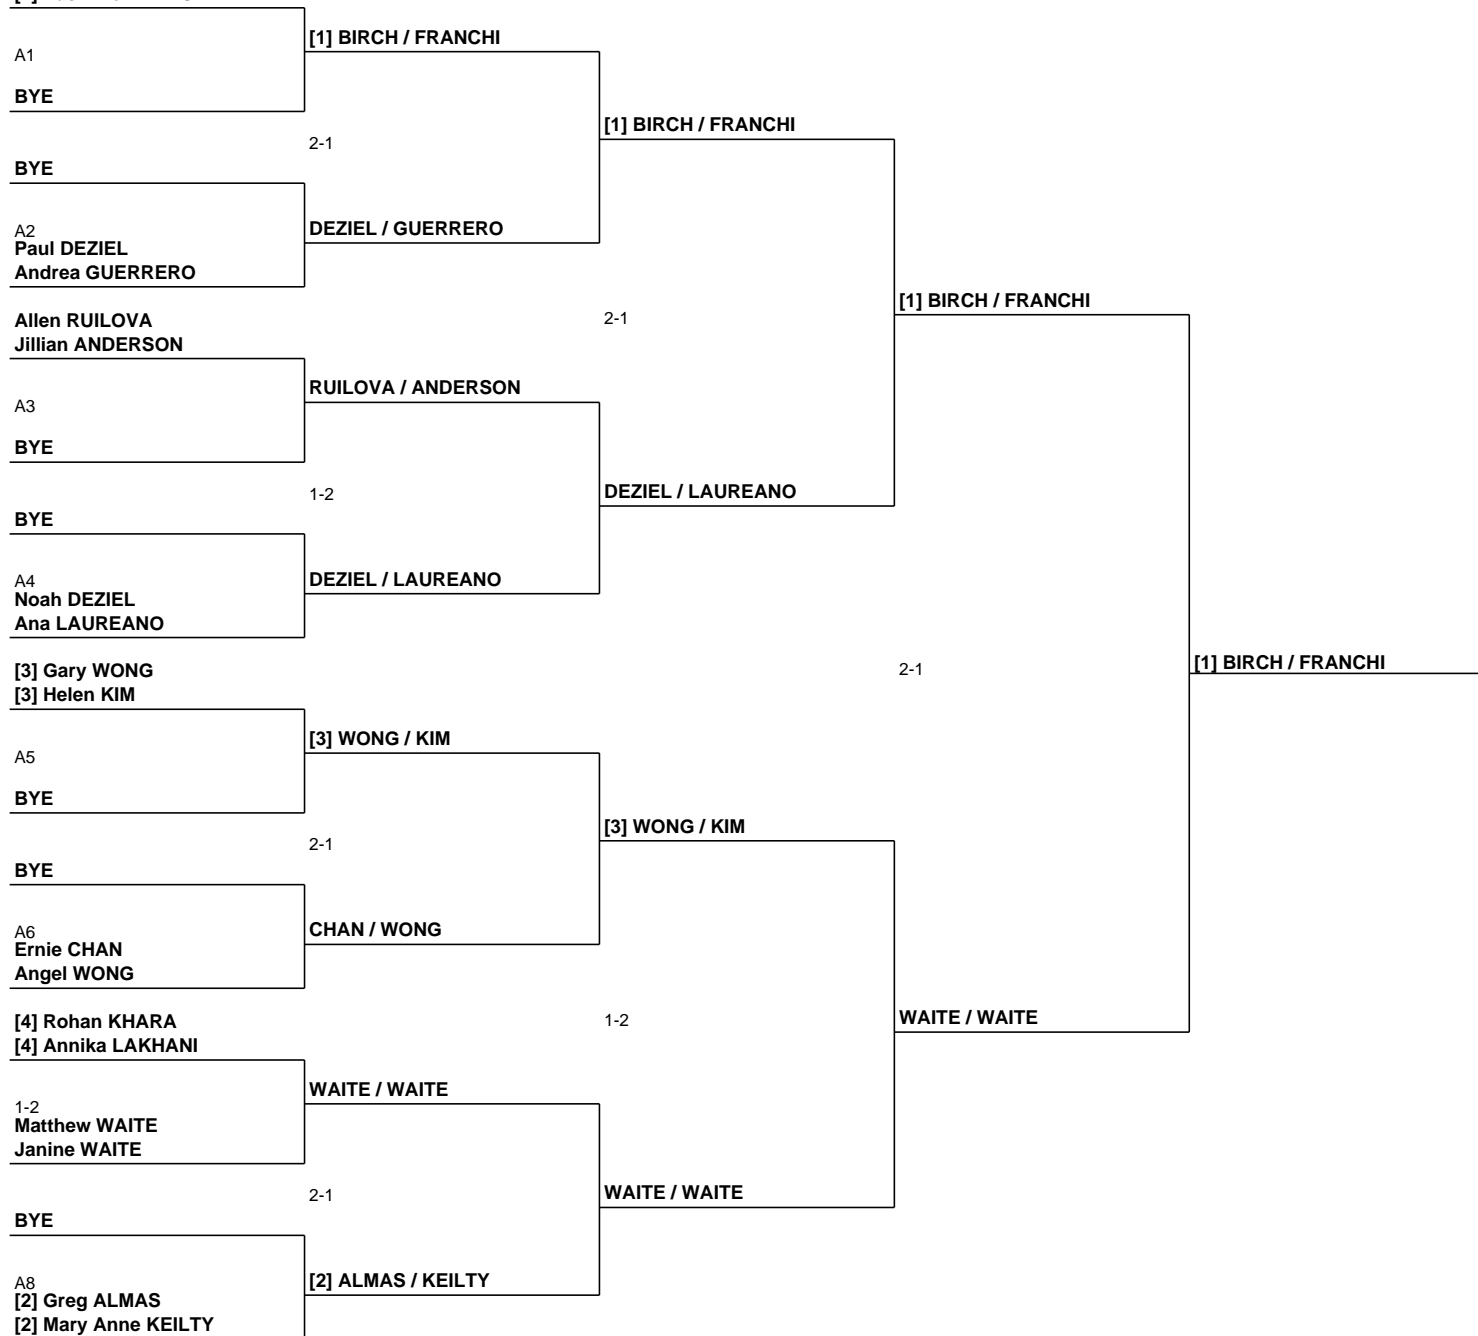 [1] BIRCH / FRANCHI
A1
BYE
[1] BIRCH / FRANCHI
2-1
BYE
DEZIEL / GUERRERO
A2
Paul DEZIEL
Andrea GUERRERO
[1] BIRCH / FRANCHI
Allen RUILOVA
2-1
Jillian ANDERSON
RUILOVA / ANDERSON
A3
BYE
1-2
DEZIEL / LAUREANO
BYE
A4
DEZIEL / LAUREANO
Noah DEZIEL
Ana LAUREANO
[3] Gary WONG
2-1
[1] BIRCH / FRANCHI
[3] Helen KIM
[3] WONG / KIM
A5
BYE
[3] WONG / KIM
2-1
BYE
A6
CHAN / WONG
Ernie CHAN
Angel WONG
[4] Rohan KHARA
1-2
WAITE / WAITE
[4] Annika LAKHANI
WAITE / WAITE
1-2
Matthew WAITE
Janine WAITE
2-1
WAITE / WAITE
BYE
A8
[2] ALMAS / KEILTY
[2] Greg ALMAS
[2] Mary Anne KEILTY